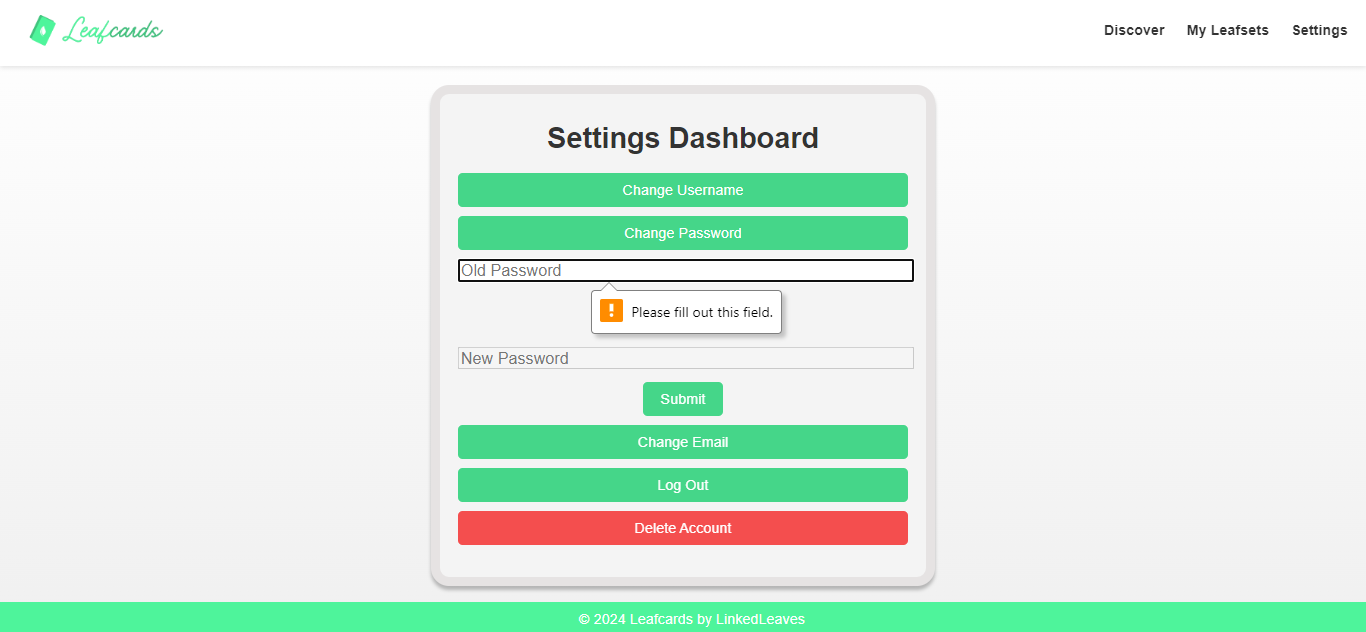 Leafcards
Discover My Leafsets Settings
Settings Dashboard
Change Username
Change Password
Old Password
Please fill out this field.
New Password
Submit
Change Email
Log Out
Delete Account
© 2024 Leafcards by LinkedLeaves